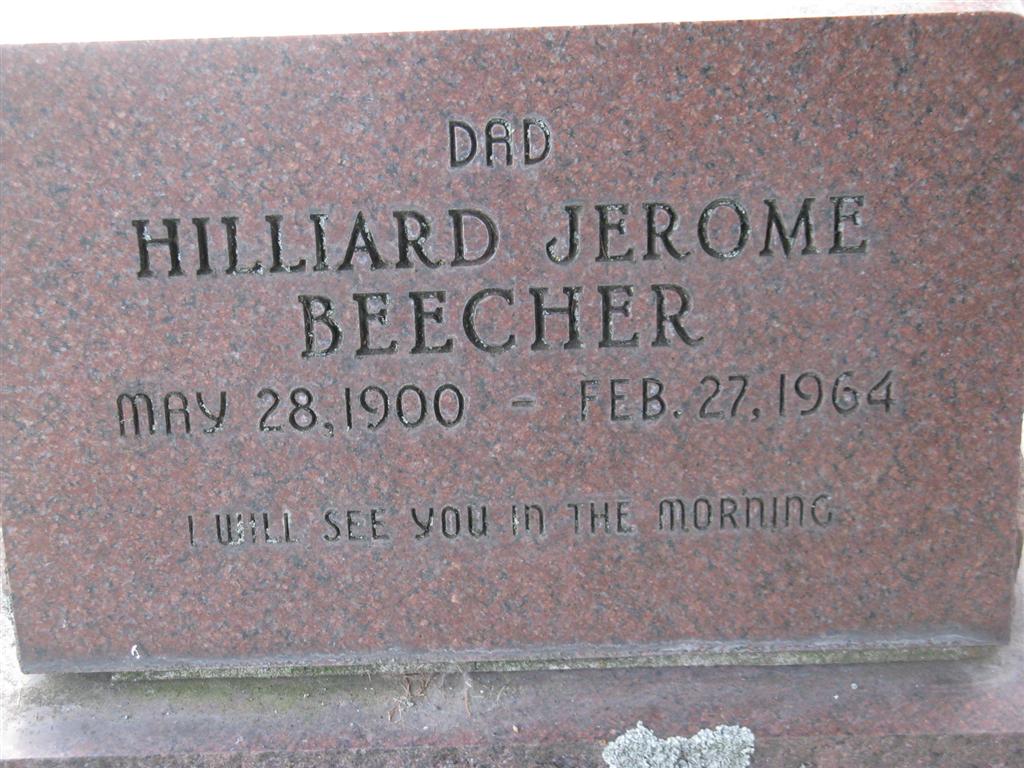 DAD
HILLIARD JEROME
BEECHER
MAY 28, 1900 - FEB. 27, 1964
I WILL SEE YOU IN THE MORNING